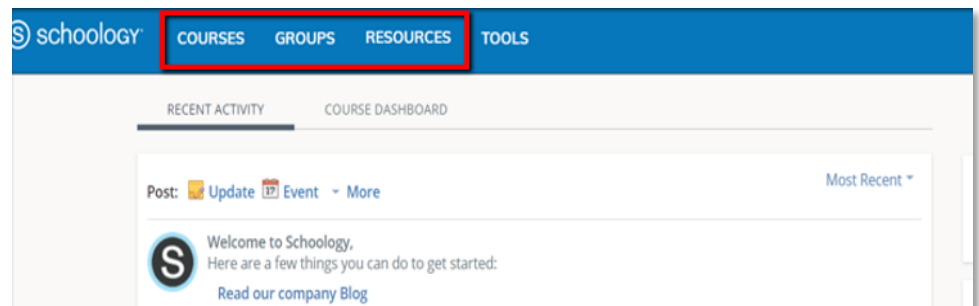 S schoology COURSES GROUPS RESOURCES TOOLS
RECENT ACTIVITY COURSE DASHBOARD
Post: Update 17 Event More Most Recent
S Welcome to Schoology,
Here are a few things you can do to get started:
Read our company Blog